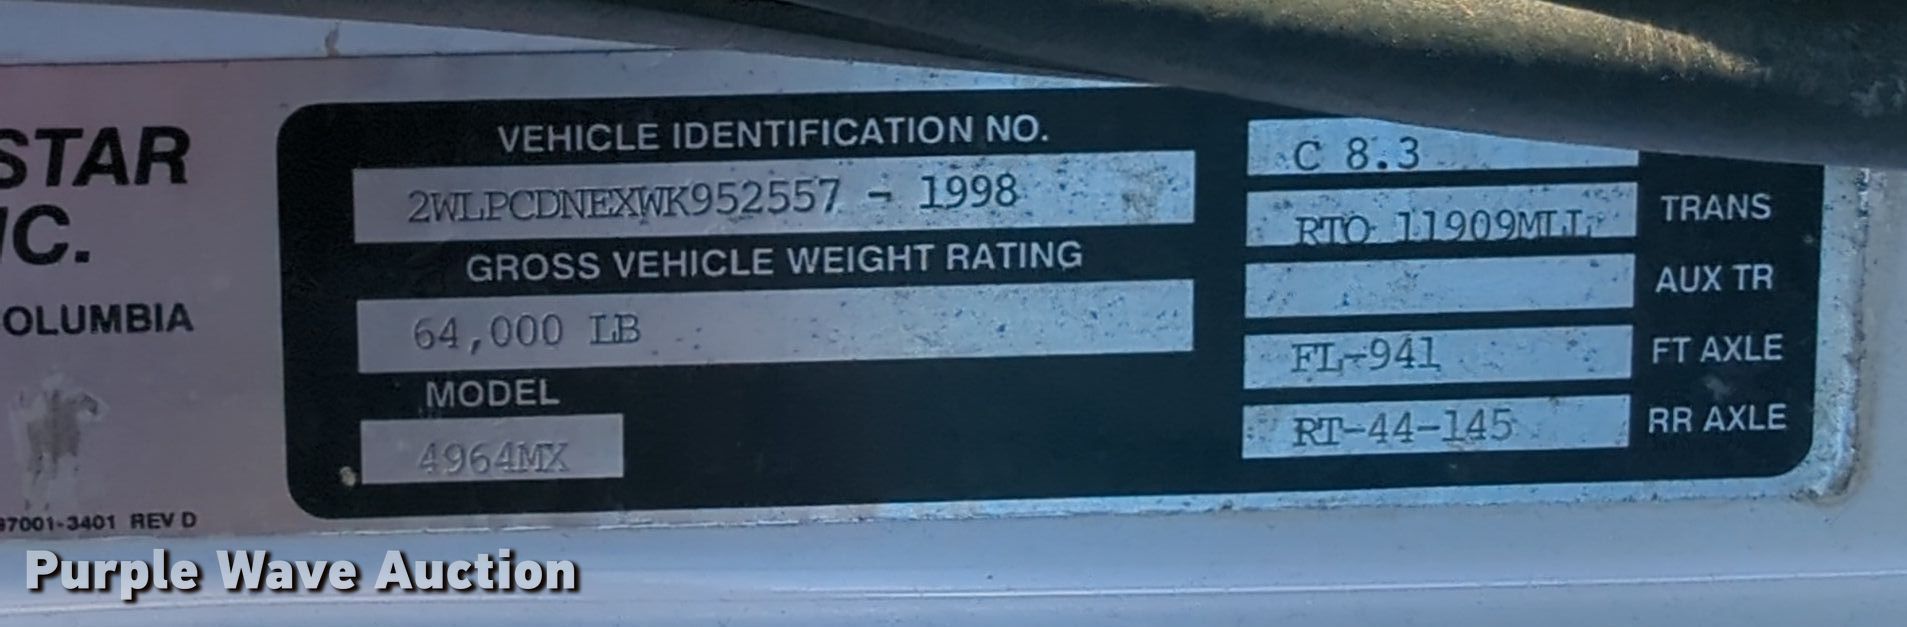 STAR
VEHICLE IDENTIFICATION NO.
2WLPCDNEXWK952557 - 1998
C 8.3
IC.
RTO 11909MLL
TRANS
GROSS VEHICLE WEIGHT RATING
AUX TR
OLUMBIA
64,000 LB
FL-941
FT AXLE
MODEL
4964MX
RT-44-145
RR AXLE
97001-3401 REV D
Purple Wave Auction